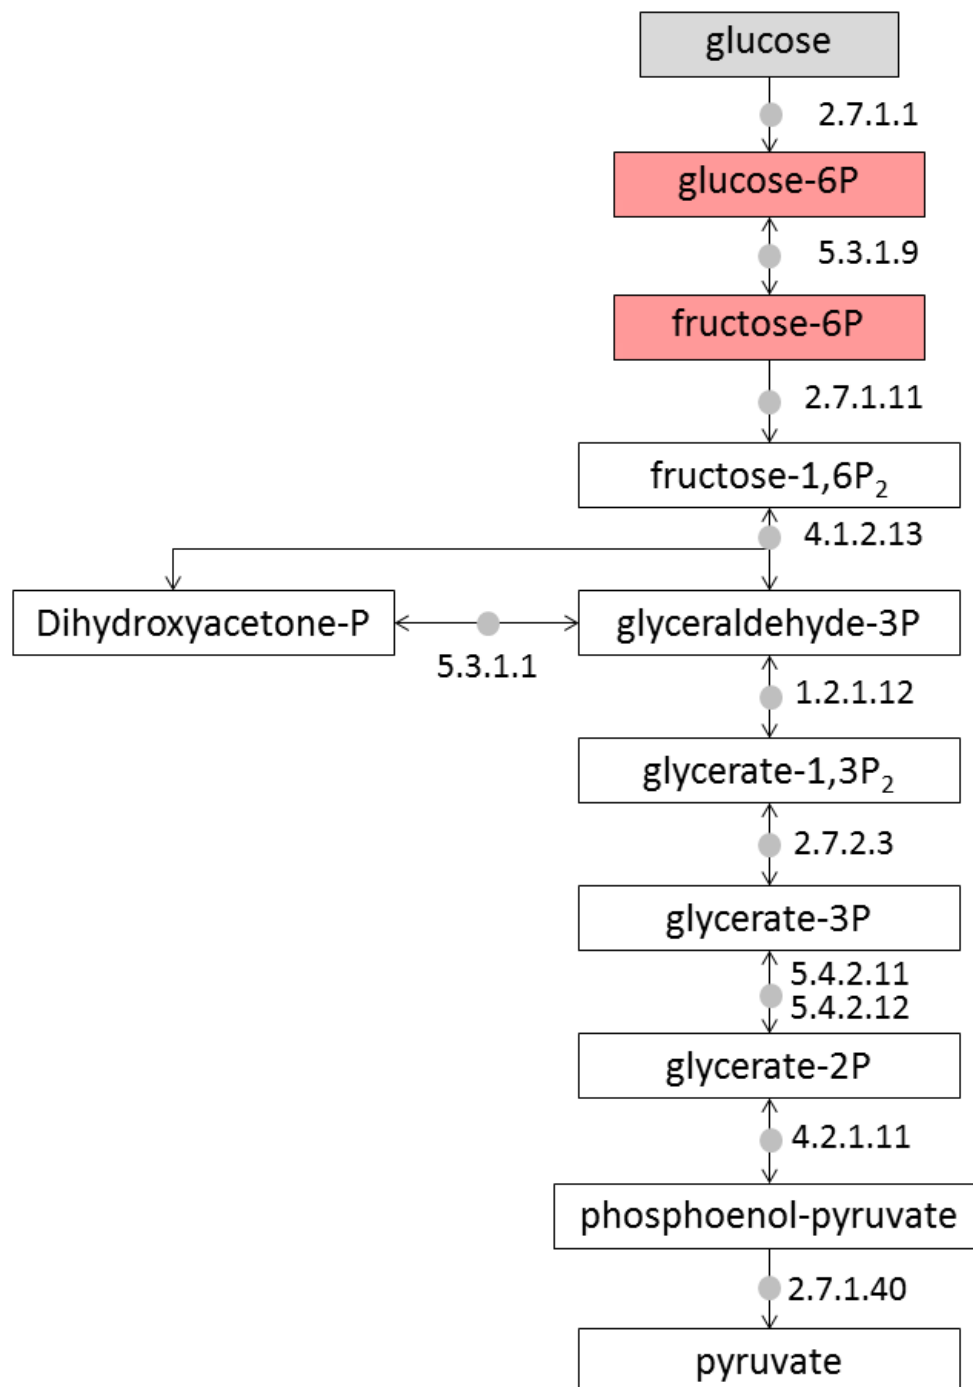 glucose
2.7.1.1
glucose-6P
5.3.1.9
fructose-6P
2.7.1.11
fructose-1,6P₂
4.1.2.13
Dihydroxyacetone-P
glyceraldehyde-3P
5.3.1.1
1.2.1.12
glycerate-1,3P₂
2.7.2.3
glycerate-3P
5.4.2.11
5.4.2.12
glycerate-2P
4.2.1.11
phosphoenol-pyruvate
2.7.1.40
pyruvate